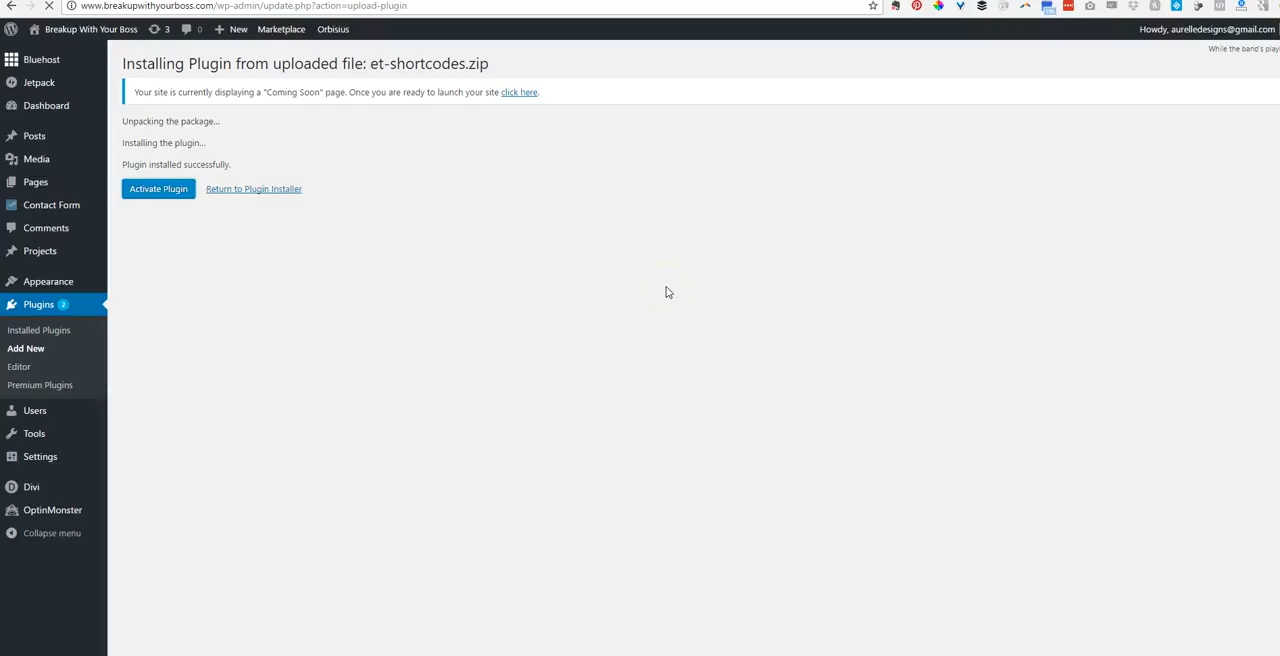 www.breakupwithyourboss.com/wp-admin/update.php?action=upload-plugin
Breakup With Your Boss 3 0 New Marketplace Orbisius Howdy, aurelledesigns@gmail.com
While the band's play
Bluehost
Jetpack
Dashboard
Posts
Media
Pages
Contact Form
Comments
Projects
Appearance
Plugins 2
Installed Plugins
Add New
Editor
Premium Plugins
Users
Tools
Settings
Divi
OptinMonster
Collapse menu
Installing Plugin from uploaded file: et-shortcodes.zip
Your site is currently displaying a "Coming Soon" page. Once you are ready to launch your site click here.
Unpacking the package...
Installing the plugin...
Plugin installed successfully.
Activate Plugin Return to Plugin Installer